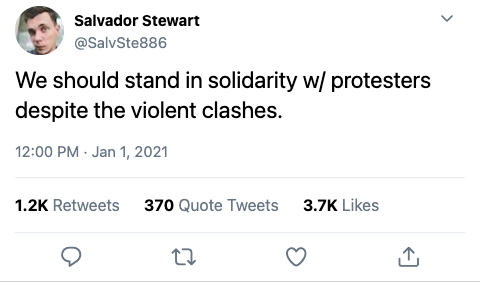 Salvador Stewart
@SalvSte886
We should stand in solidarity w/ protesters
despite the violent clashes.
12:00 PM · Jan 1, 2021
1.2K Retweets 370 Quote Tweets 3.7K Likes